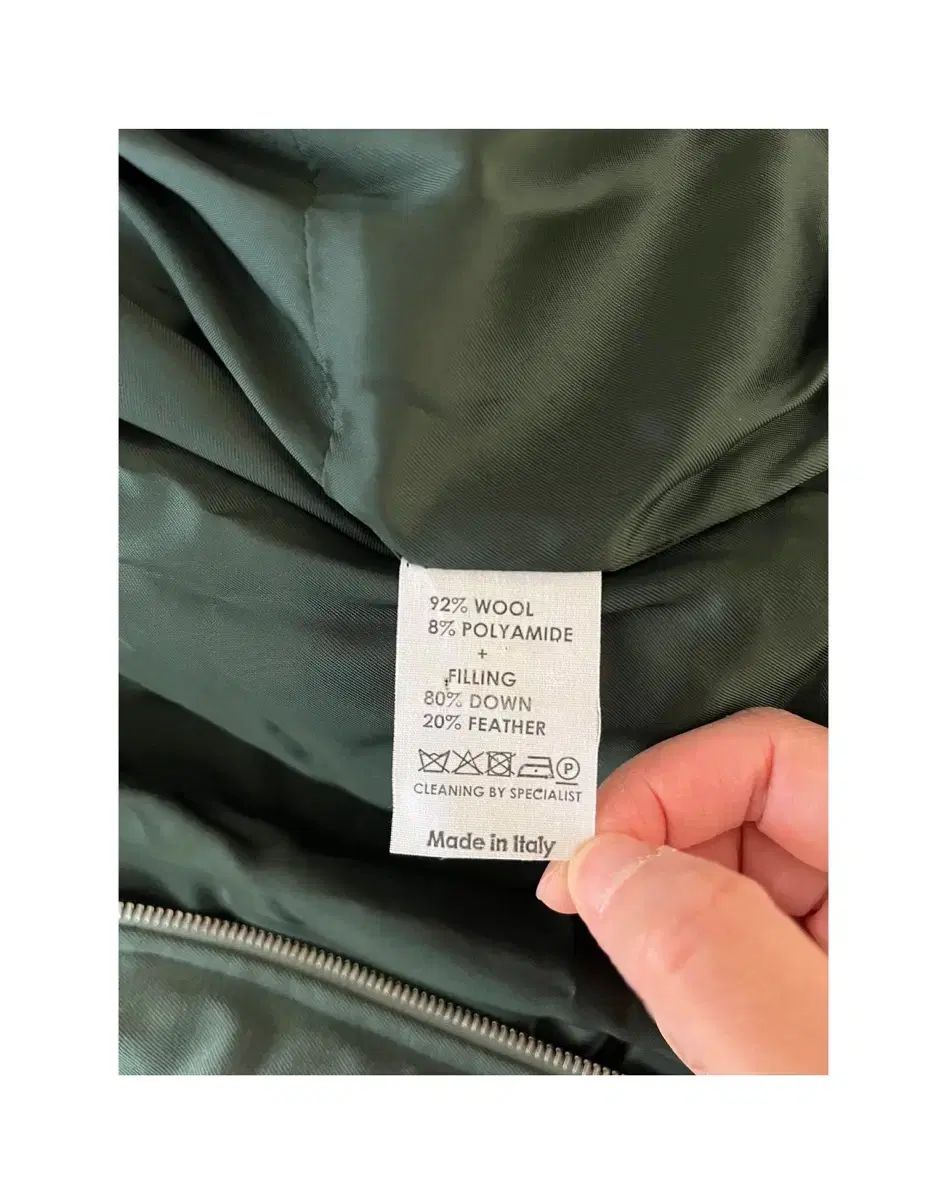 92% WOOL
8% POLYAMIDE
+
FILLING
80% DOWN
20% FEATHER
P
CLEANING BY SPECIALIST
Made in Italy